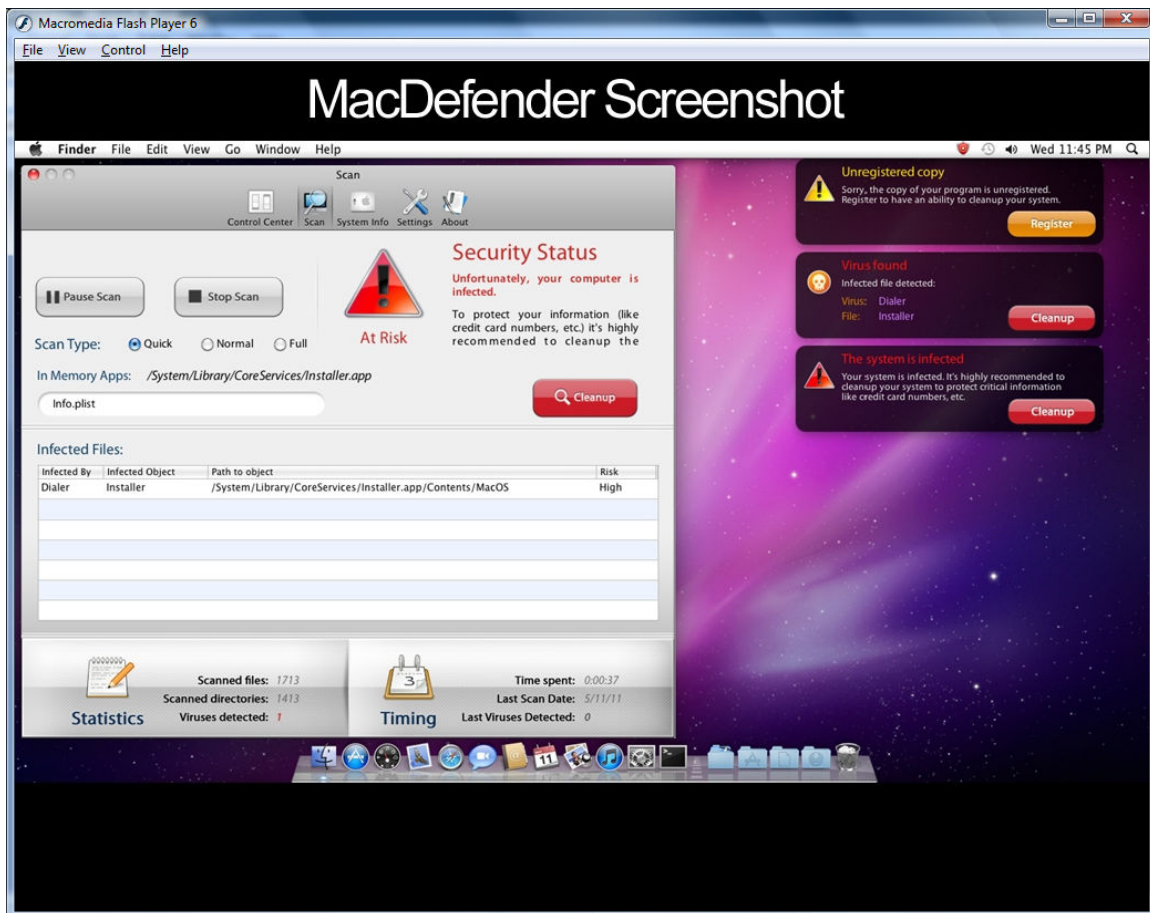 Macromedia Flash Player 6
File View Control Help
MacDefender Screenshot
Finder File Edit View Go Window Help
Wed 11:45 PM
Scan
Control Center Scan System Info Settings About
Pause Scan
Stop Scan
Scan Type: Quick Normal Full
At Risk
Security Status
Unfortunately, your computer is
infected.
To protect your information (like
credit card numbers, etc.) it's highly
recommended to cleanup the
In Memory Apps: /System/Library/CoreServices/Installer.app
Info.plist
Cleanup
Infected Files:
Infected By Infected Object Path to object Risk
Dialer Installer /System/Library/CoreServices/Installer.app/Contents/MacOS High
Statistics
Scanned files: 1713
Scanned directories: 1413
Viruses detected: 1
3
Timing
Time spent: 0:00:37
Last Scan Date: 5/11/11
Last Viruses Detected: 0
Unregistered copy
Sorry, the copy of your program is unregistered.
Register to have an ability to cleanup your system.
Register
Virus found
Infected file detected:
Virus: Dialer
File: Installer
Cleanup
The system is infected
Your system is infected. It's highly recommended to
cleanup your system to protect critical information
like credit card numbers, etc.
Cleanup
11